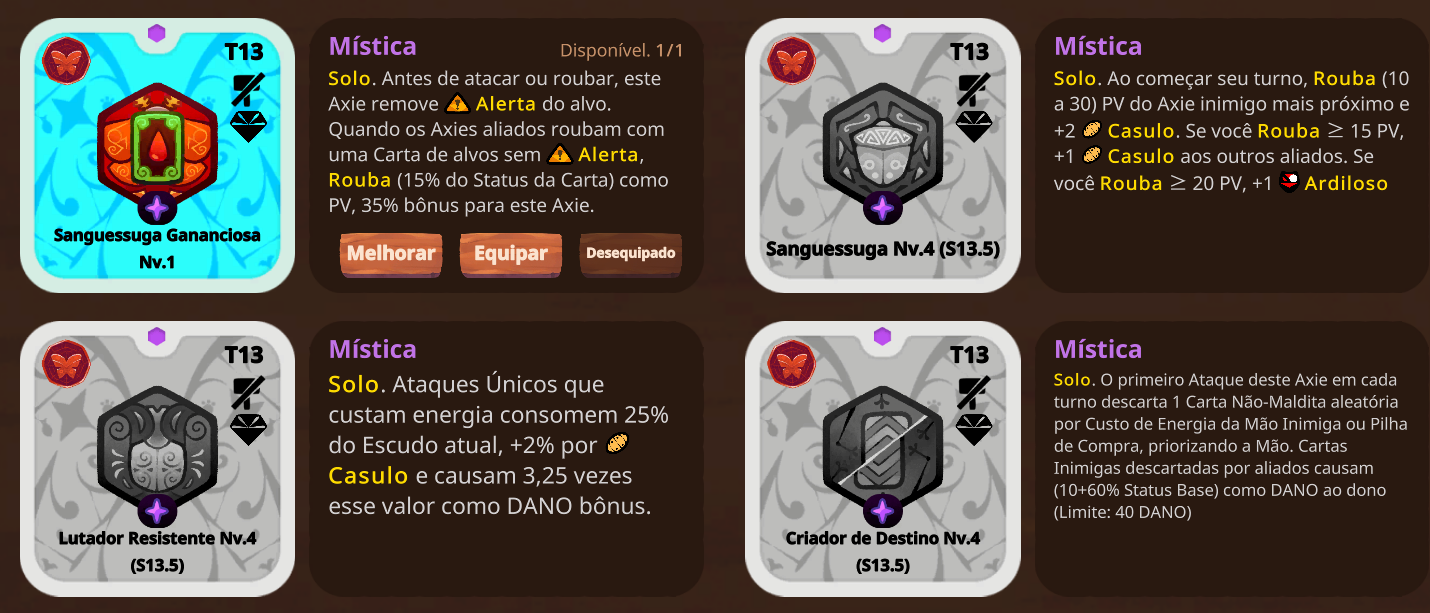 T13
Sanguessuga Gananciosa
Nv.1
Mística
Disponível. 1/1
Solo. Antes de atacar ou roubar, este
Axie remove Alerta do alvo.
Quando os Axies aliados roubam com
uma Carta de alvos sem Alerta,
Rouba (15% do Status da Carta) como
PV, 35% bônus para este Axie.
Melhorar
Equipar
Desequipado
T13
Sanguessuga Nv.4 (S13.5)
Mística
Solo. Ao começar seu turno, Rouba (10
a 30) PV do Axie inimigo mais próximo e
+2 Casulo. Se você Rouba ≥ 15 PV,
+1 Casulo aos outros aliados. Se
você Rouba ≥ 20 PV, +1 Ardiloso
T13
Lutador Resistente Nv.4
(S13.5)
Mística
Solo. Ataques Únicos que
custam energia consomem 25%
do Escudo atual, +2% por
Casulo e causam 3,25 vezes
esse valor como DANO bônus.
T13
Criador de Destino Nv.4
(S13.5)
Mística
Solo. O primeiro Ataque deste Axie em cada
turno descarta 1 Carta Não-Maldita aleatória
por Custo de Energia da Mão Inimiga ou Pilha
de Compra, priorizando a Mão. Cartas
Inimigas descartadas por aliados causam
(10+60% Status Base) como DANO ao dono
(Limite: 40 DANO)